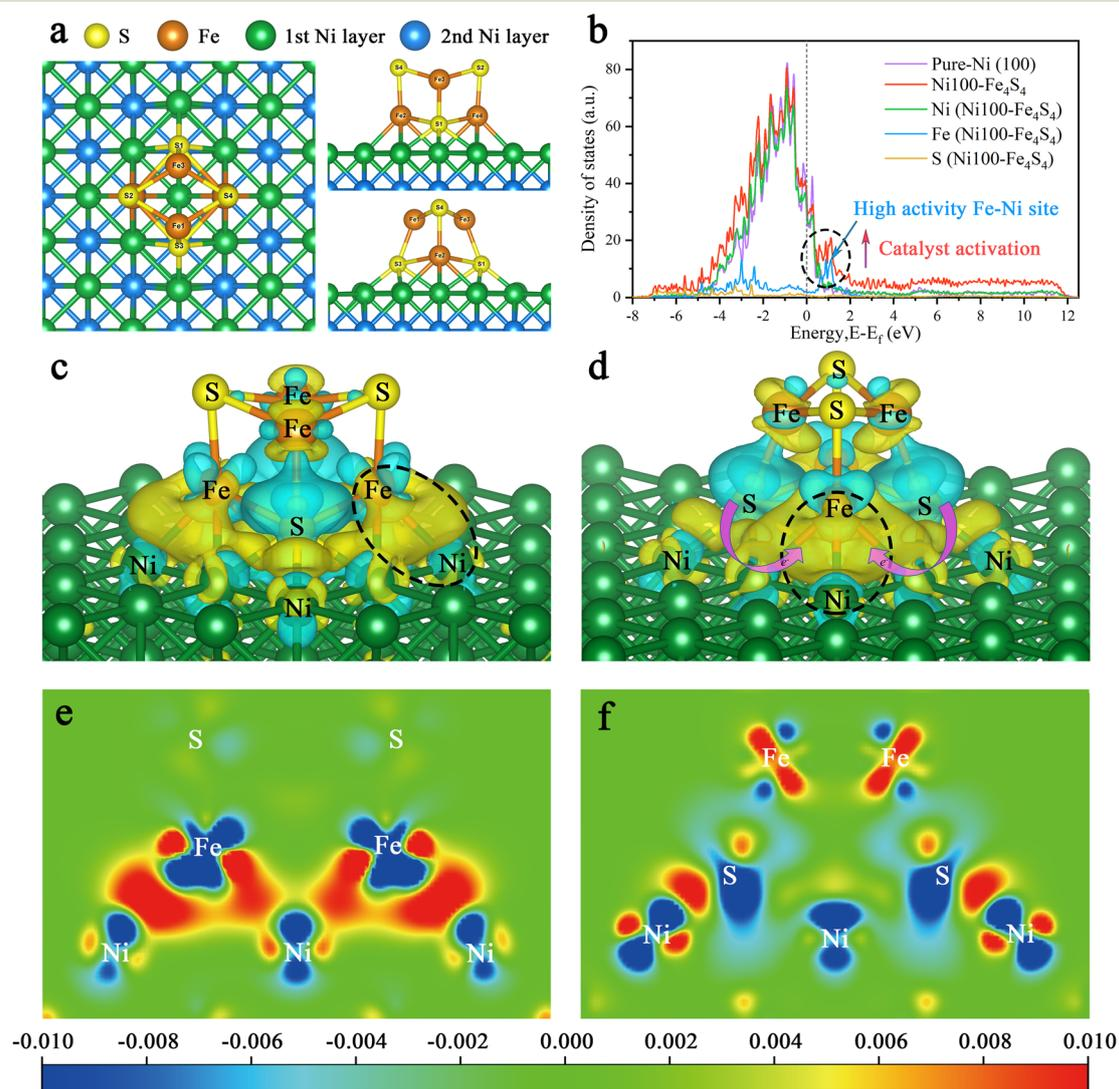 a S Fe 1st Ni layer 2nd Ni layer
S1
Fe3
S2 S4
Fe1
S3
S4 S2
Fe2 S1 Fe4
S4
Fe1 Fe3
S3 Fe2 S1
b
Density of states (a.u.)
80
60
40
20
0
Pure-Ni (100)
Ni100-Fe4S4
Ni (Ni100-Fe4S4)
Fe (Ni100-Fe4S4)
S (Ni100-Fe4S4)
High activity Fe-Ni site
Catalyst activation
-8 -6 -4 -2 0 2 4 6 8 10 12
Energy,E-Ef (eV)
c
S Fe S
Fe
Fe Fe
S
Ni Ni
Ni
d
S
Fe S Fe
S S
Fe
Ni e- e- Ni
Ni
e
S S
Fe Fe
Ni Ni Ni
f
Fe Fe
S S
Ni Ni Ni
-0.010 -0.008 -0.006 -0.004 -0.002 0.000 0.002 0.004 0.006 0.008 0.010